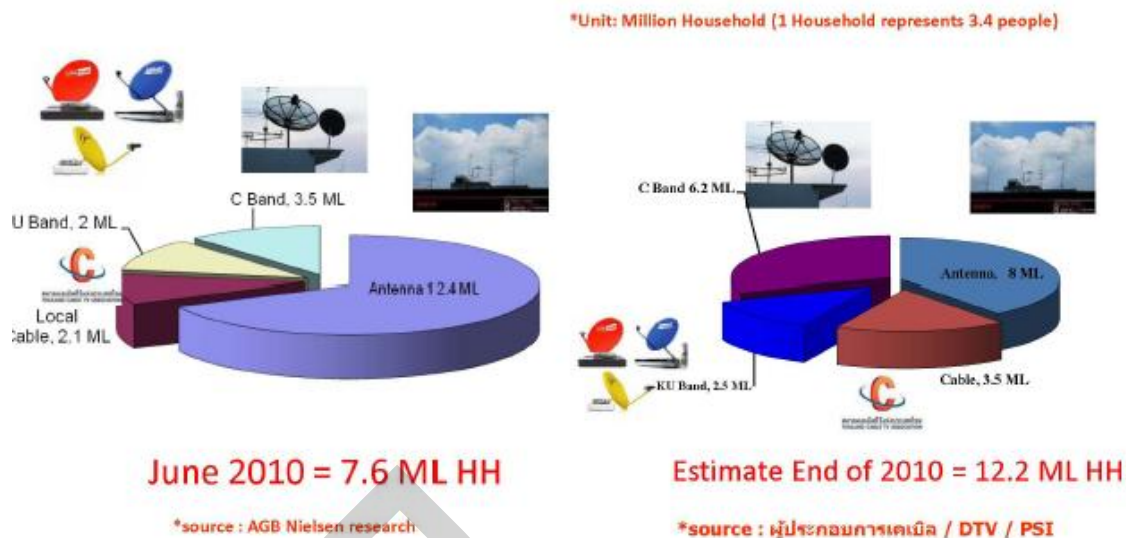 *Unit: Million Household (1 Household represents 3.4 people)
C Band, 3.5 ML
U Band, 2 ML
Local
Cable, 2.1 ML
Antenna 12.4 ML
June 2010 = 7.6 ML HH
*source : AGB Nielsen research
C Band 6.2 ML
Antenna, 8 ML
KU Band, 2.5 ML
Cable, 3.5 ML
C
Estimate End of 2010 = 12.2 ML HH
*source : ผู้ประกอบการเคเบิล / DTV / PSI